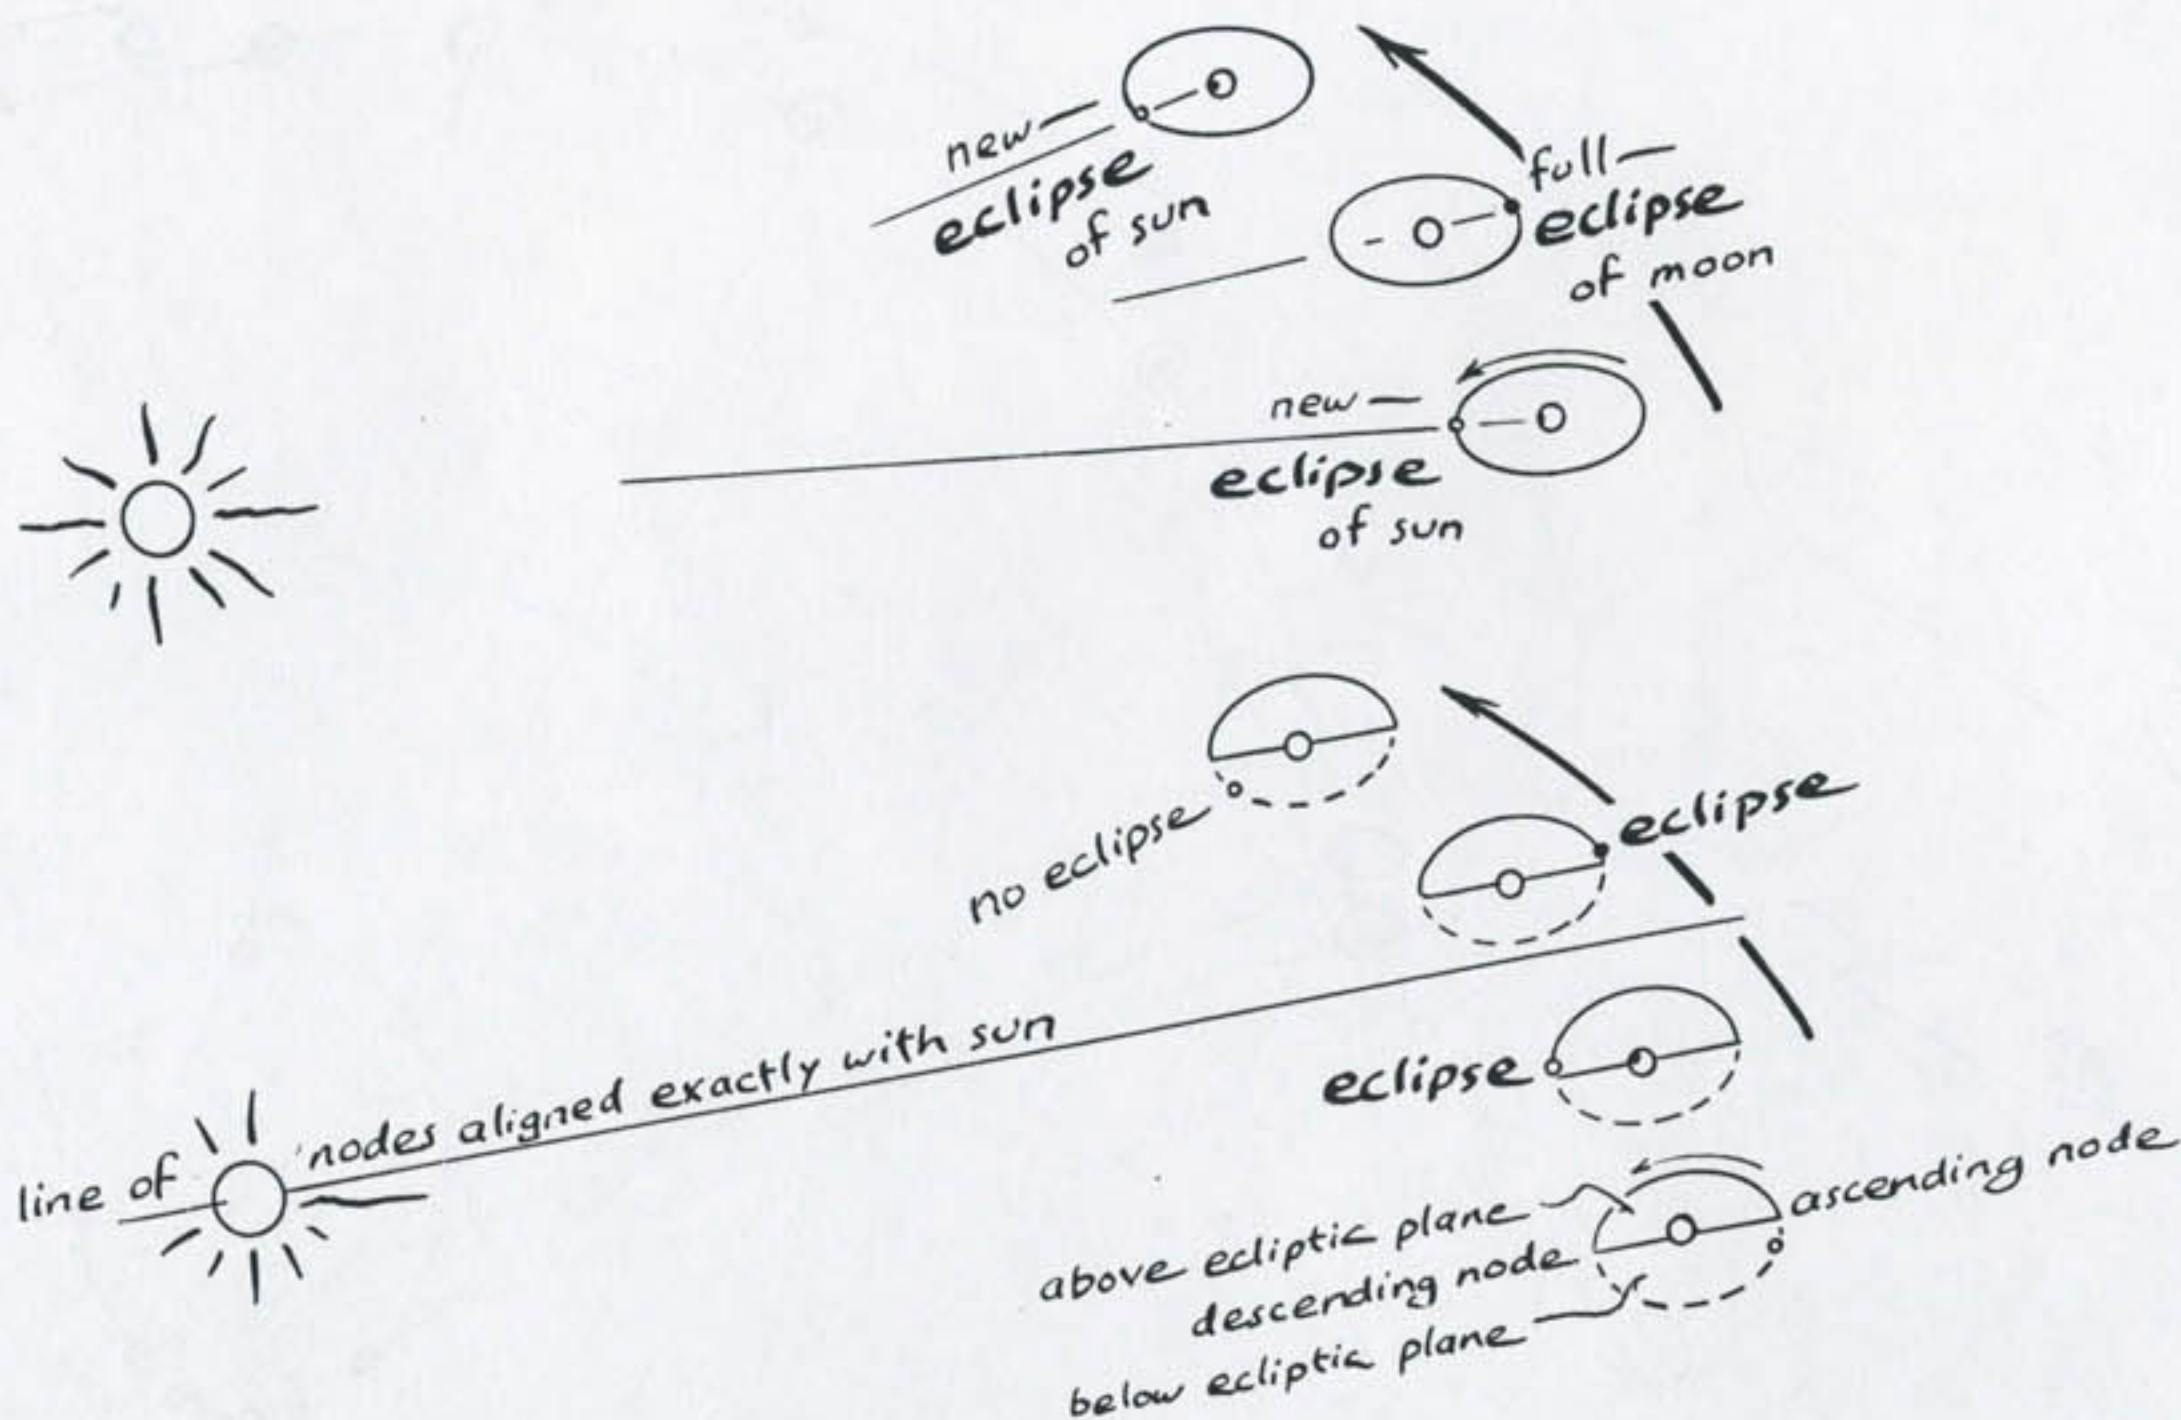 new—
eclipse
of sun
full—
eclipse
of moon
new—
eclipse
of sun
no eclipse
eclipse
line of nodes aligned exactly with sun
eclipse
ascending node
above ecliptic plane
descending node
below ecliptic plane